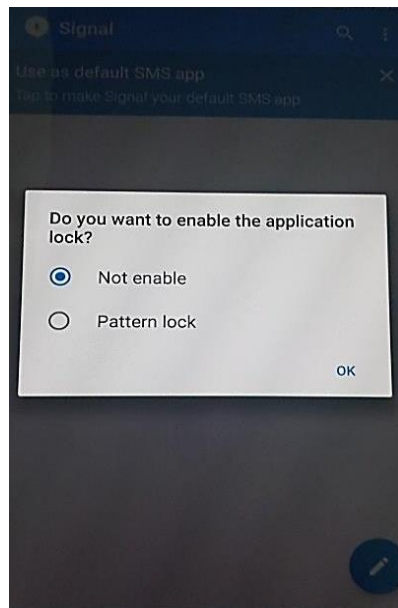 Signal
Use as default SMS app
Tap to make Signal your default SMS app
Do you want to enable the application
lock?
Not enable
Pattern lock
OK